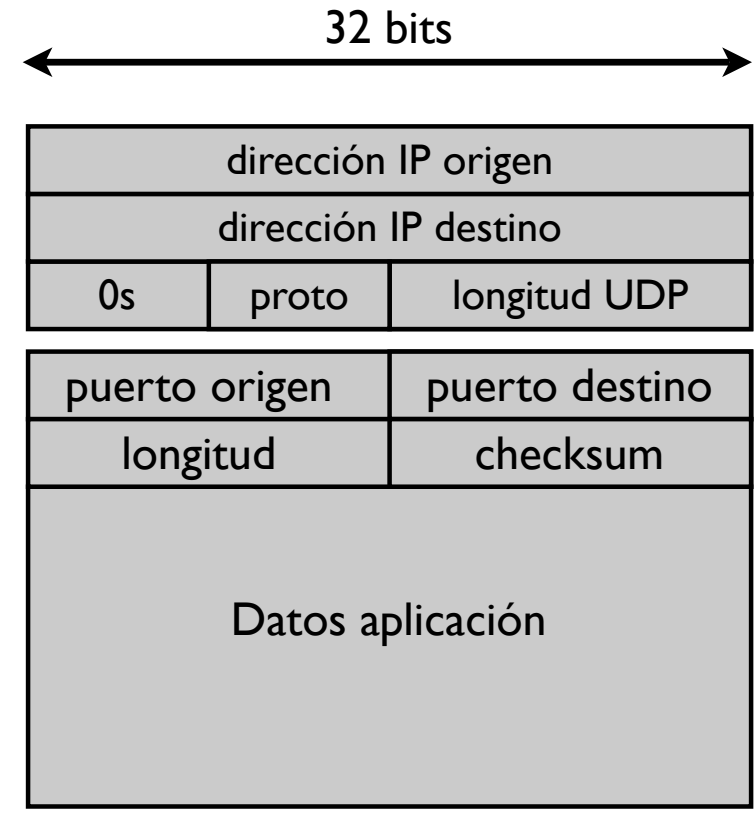 32 bits
dirección IP origen
dirección IP destino
0s proto longitud UDP
puerto origen puerto destino
longitud checksum
Datos aplicación